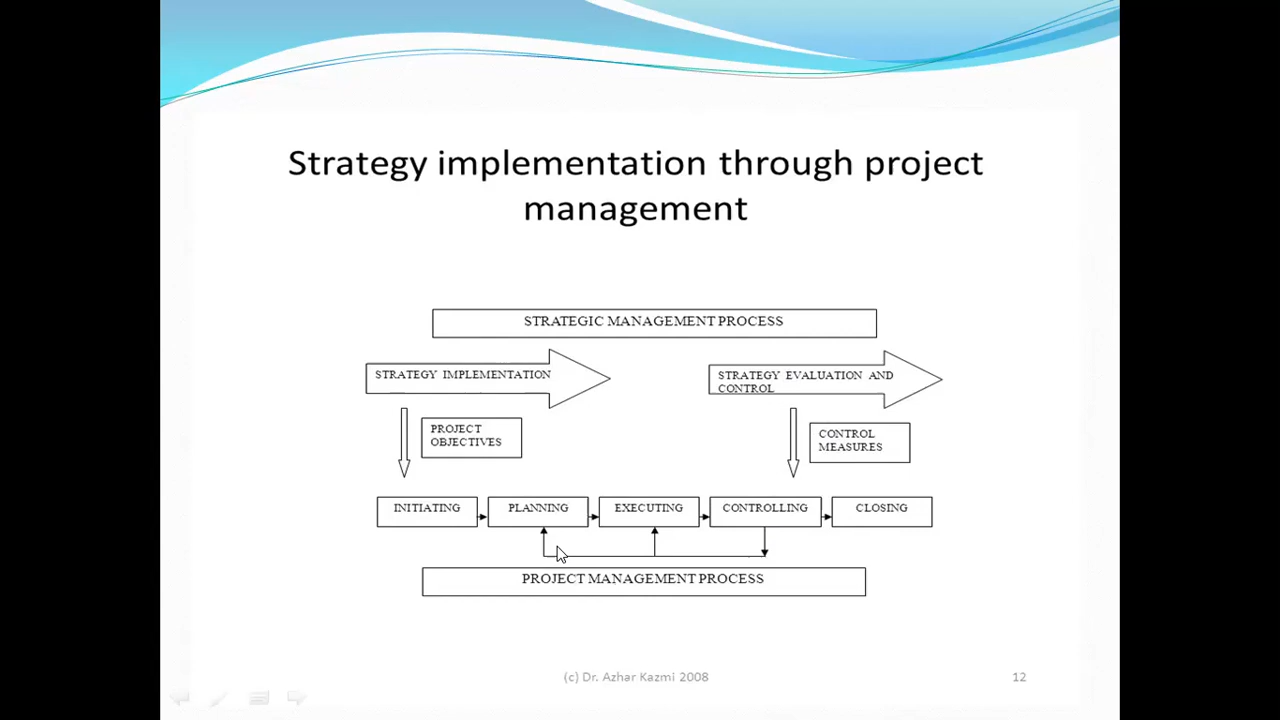 Strategy implementation through project
management
STRATEGIC MANAGEMENT PROCESS
STRATEGY IMPLEMENTATION
STRATEGY EVALUATION AND
CONTROL
PROJECT
OBJECTIVES
CONTROL
MEASURES
INITIATING
PLANNING
EXECUTING
CONTROLLING
CLOSING
PROJECT MANAGEMENT PROCESS
(c) Dr. Azhar Kazmi 2008
12